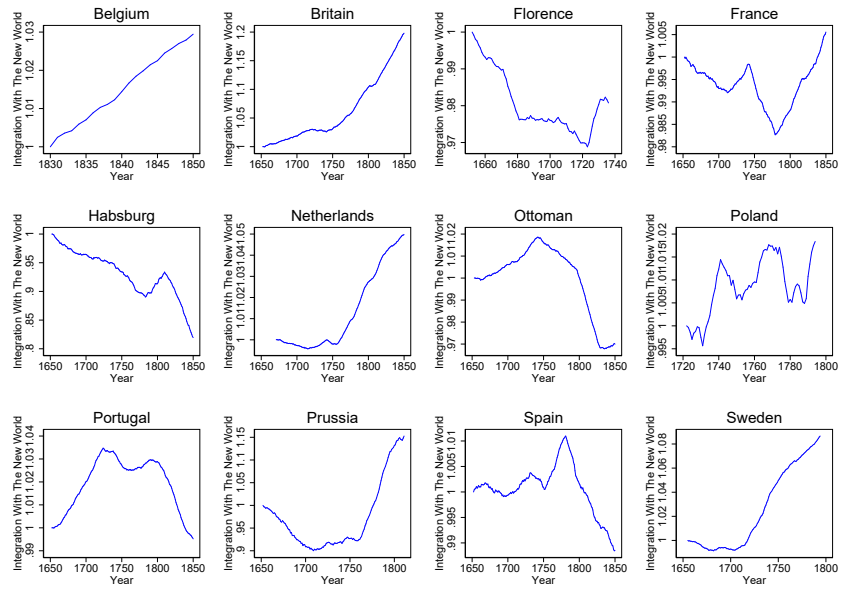 Belgium
Integration With The New World
1 1.01 1.02 1.03
1830 1835 1840 1845 1850
Year
Britain
Integration With The New World
1 1.05 1.1 1.15 1.2
1650 1700 1750 1800 1850
Year
Florence
Integration With The New World
.97 .98 .99 1
1660 1680 1700 1720 1740
Year
France
Integration With The New World
.98 .985 .99 .995 1 1.005
1650 1700 1750 1800 1850
Year
Habsburg
Integration With The New World
.8 .85 .9 .95 1
1650 1700 1750 1800 1850
Year
Netherlands
Integration With The New World
1 1.01 1.02 1.03 1.04 1.05
1650 1700 1750 1800 1850
Year
Ottoman
Integration With The New World
.97 .98 .99 1 1.01 1.02
1650 1700 1750 1800 1850
Year
Poland
Integration With The New World
.995 1 1.005 1.01 1.015 1.02
1720 1740 1760 1780 1800
Year
Portugal
Integration With The New World
.99 1 1.01 1.02 1.03 1.04
1650 1700 1750 1800 1850
Year
Prussia
Integration With The New World
.9 .95 1 1.05 1.1 1.15
1650 1700 1750 1800
Year
Spain
Integration With The New World
.99 .995 1 1.005 1.01
1650 1700 1750 1800 1850
Year
Sweden
Integration With The New World
1 1.02 1.04 1.06 1.08
1650 1700 1750 1800
Year